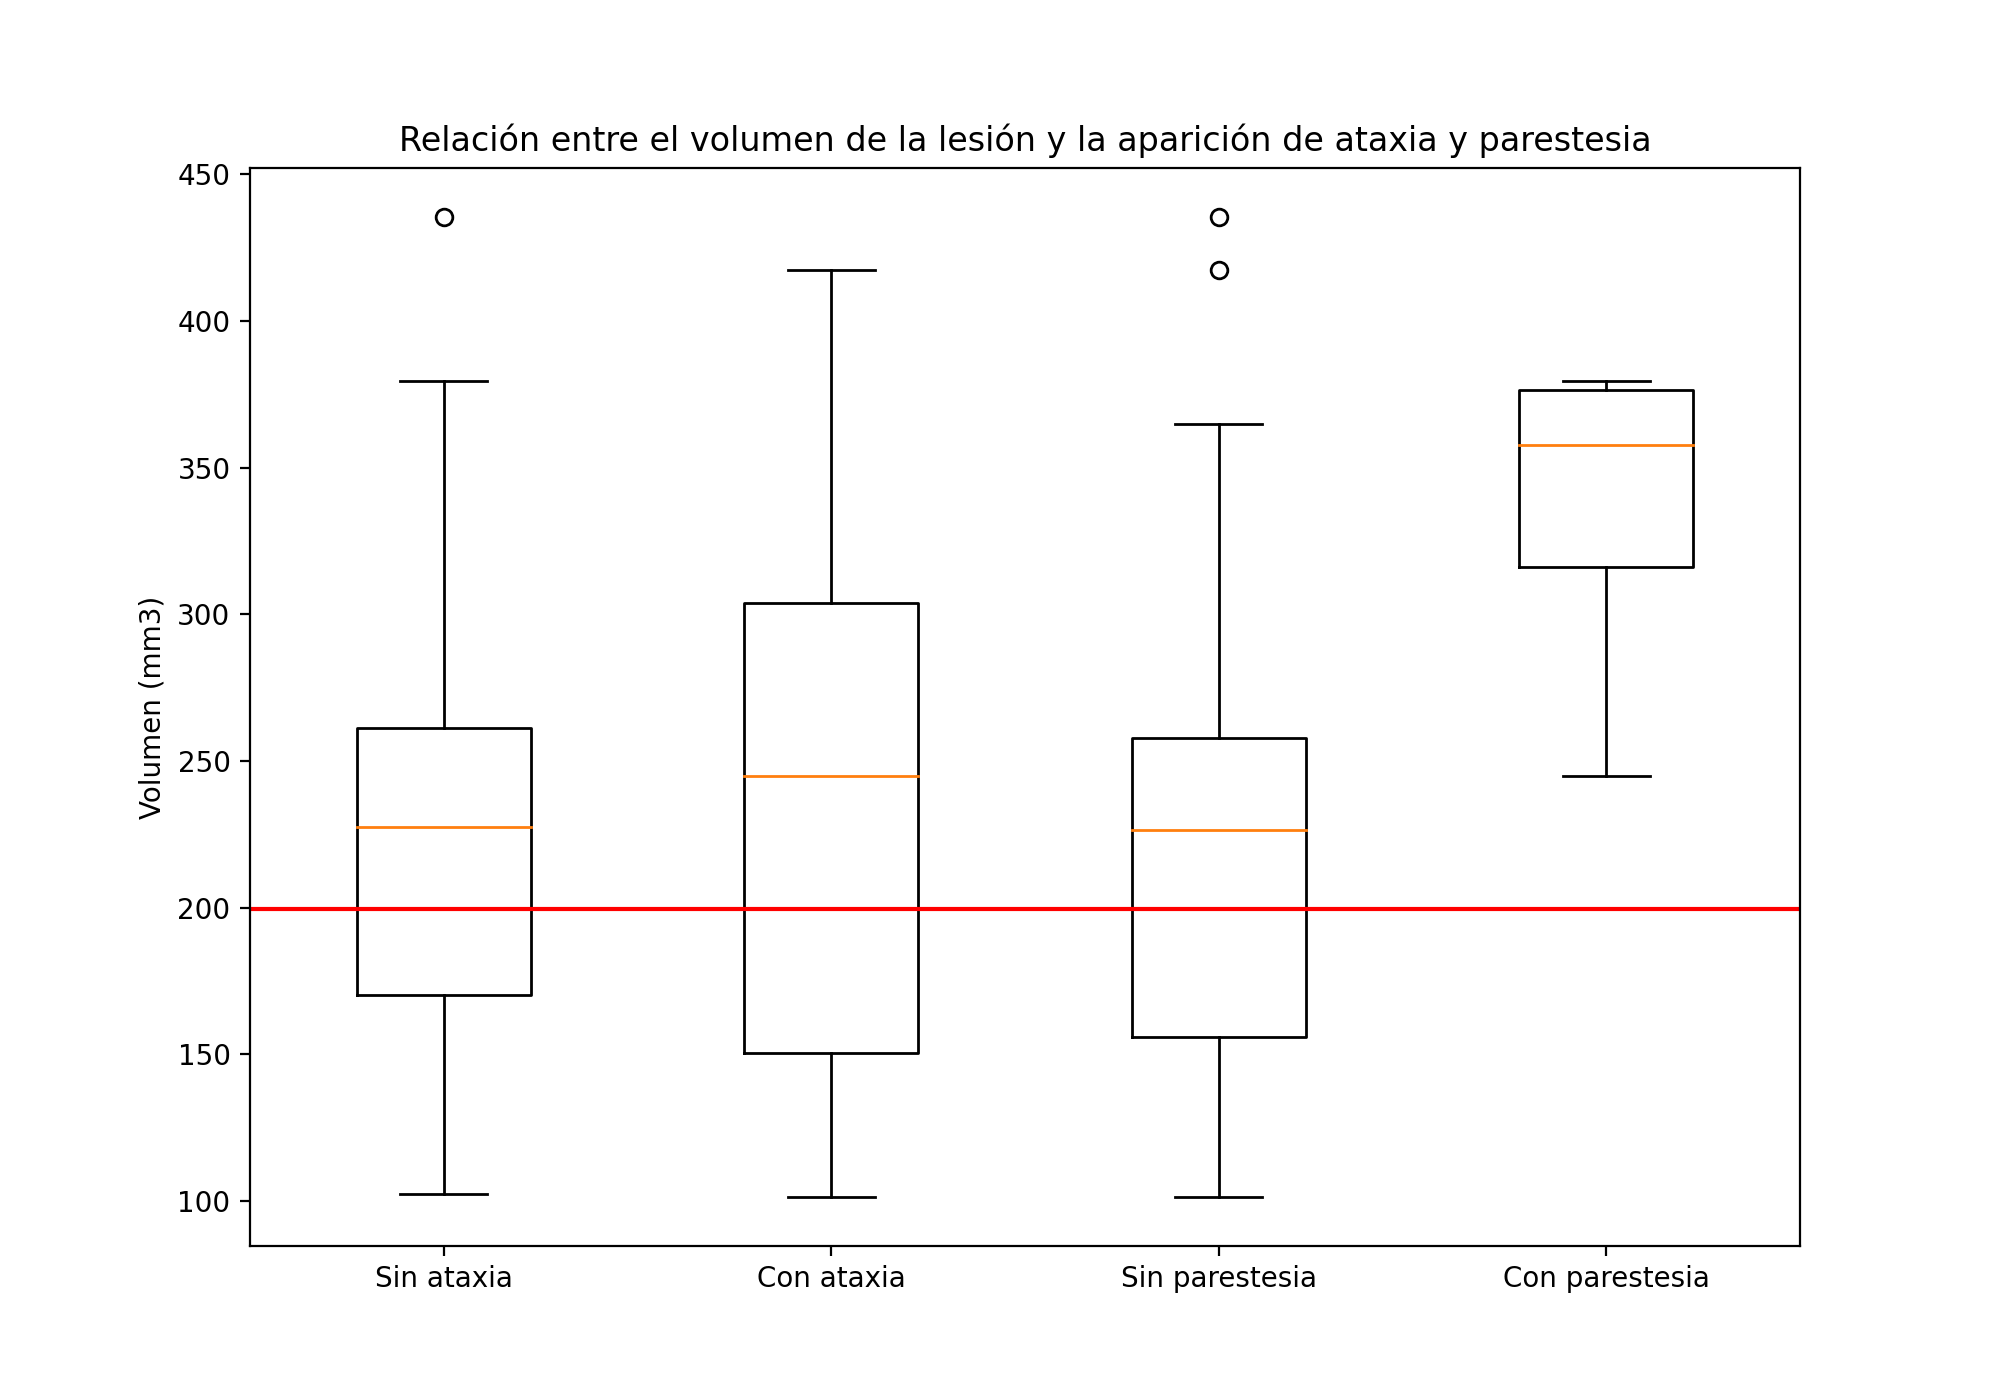 Relación entre el volumen de la lesión y la aparición de ataxia y parestesia
450
400
350
300
250
200
150
100
Volumen (mm3)
Sin ataxia
Con ataxia
Sin parestesia
Con parestesia